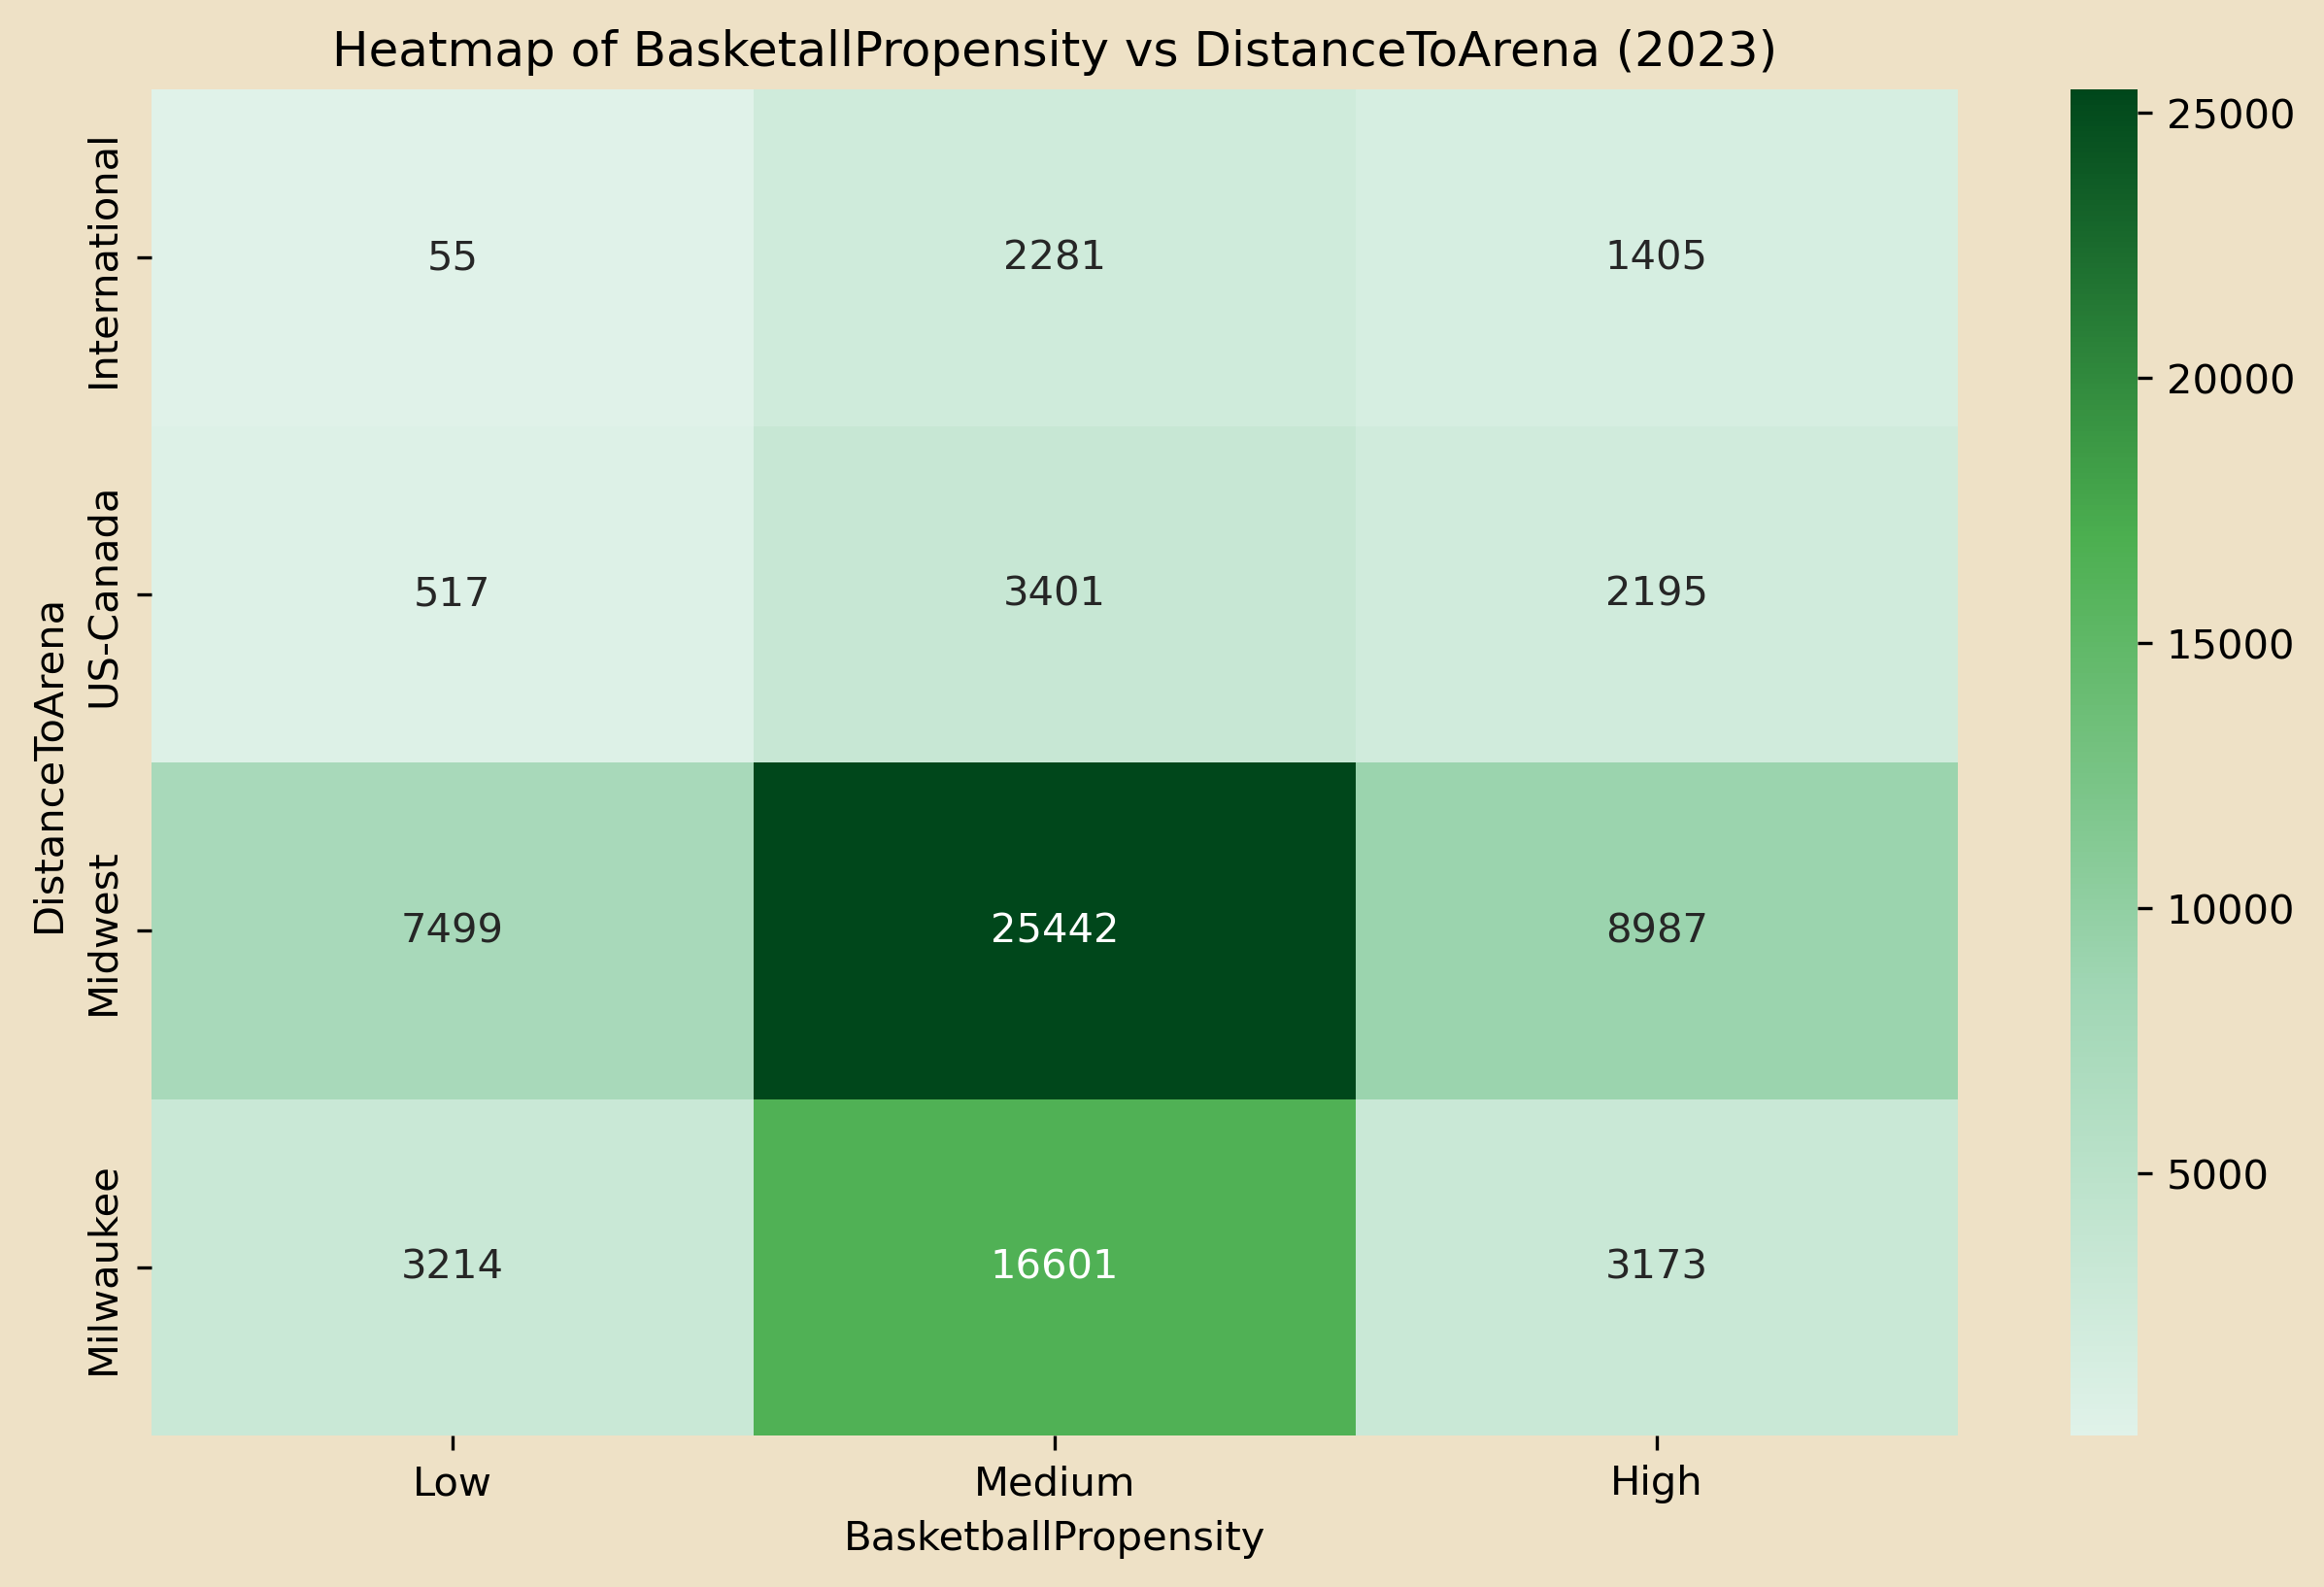 Heatmap of BasketallPropensity vs DistanceToArena (2023)
DistanceToArena
International
55 2281 1405
US-Canada
517 3401 2195
Midwest
7499 25442 8987
Milwaukee
3214 16601 3173
Low Medium High
BasketballPropensity
25000
20000
15000
10000
5000